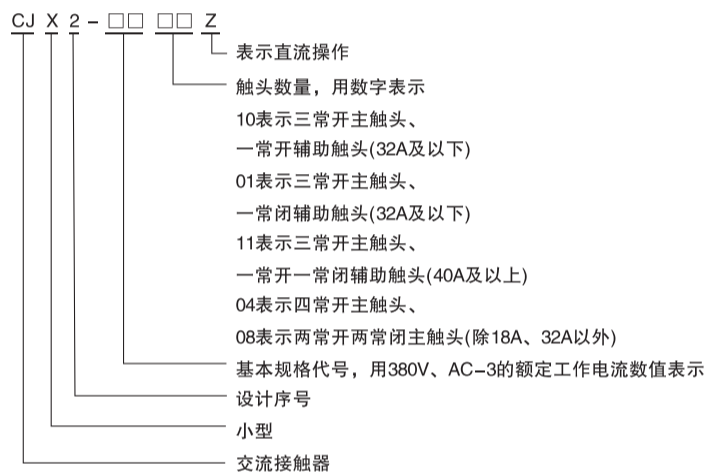 CJ X 2－□□ □□ Z
表示直流操作
触头数量，用数字表示
10表示三常开主触头、
一常开辅助触头(32A及以下)
01表示三常开主触头、
一常闭辅助触头(32A及以下)
11表示三常开主触头、
一常开一常闭辅助触头(40A及以上)
04表示四常开主触头、
08表示两常开两常闭主触头(除18A、32A以外)
基本规格代号，用380V、AC–3的额定工作电流数值表示
设计序号
小型
交流接触器